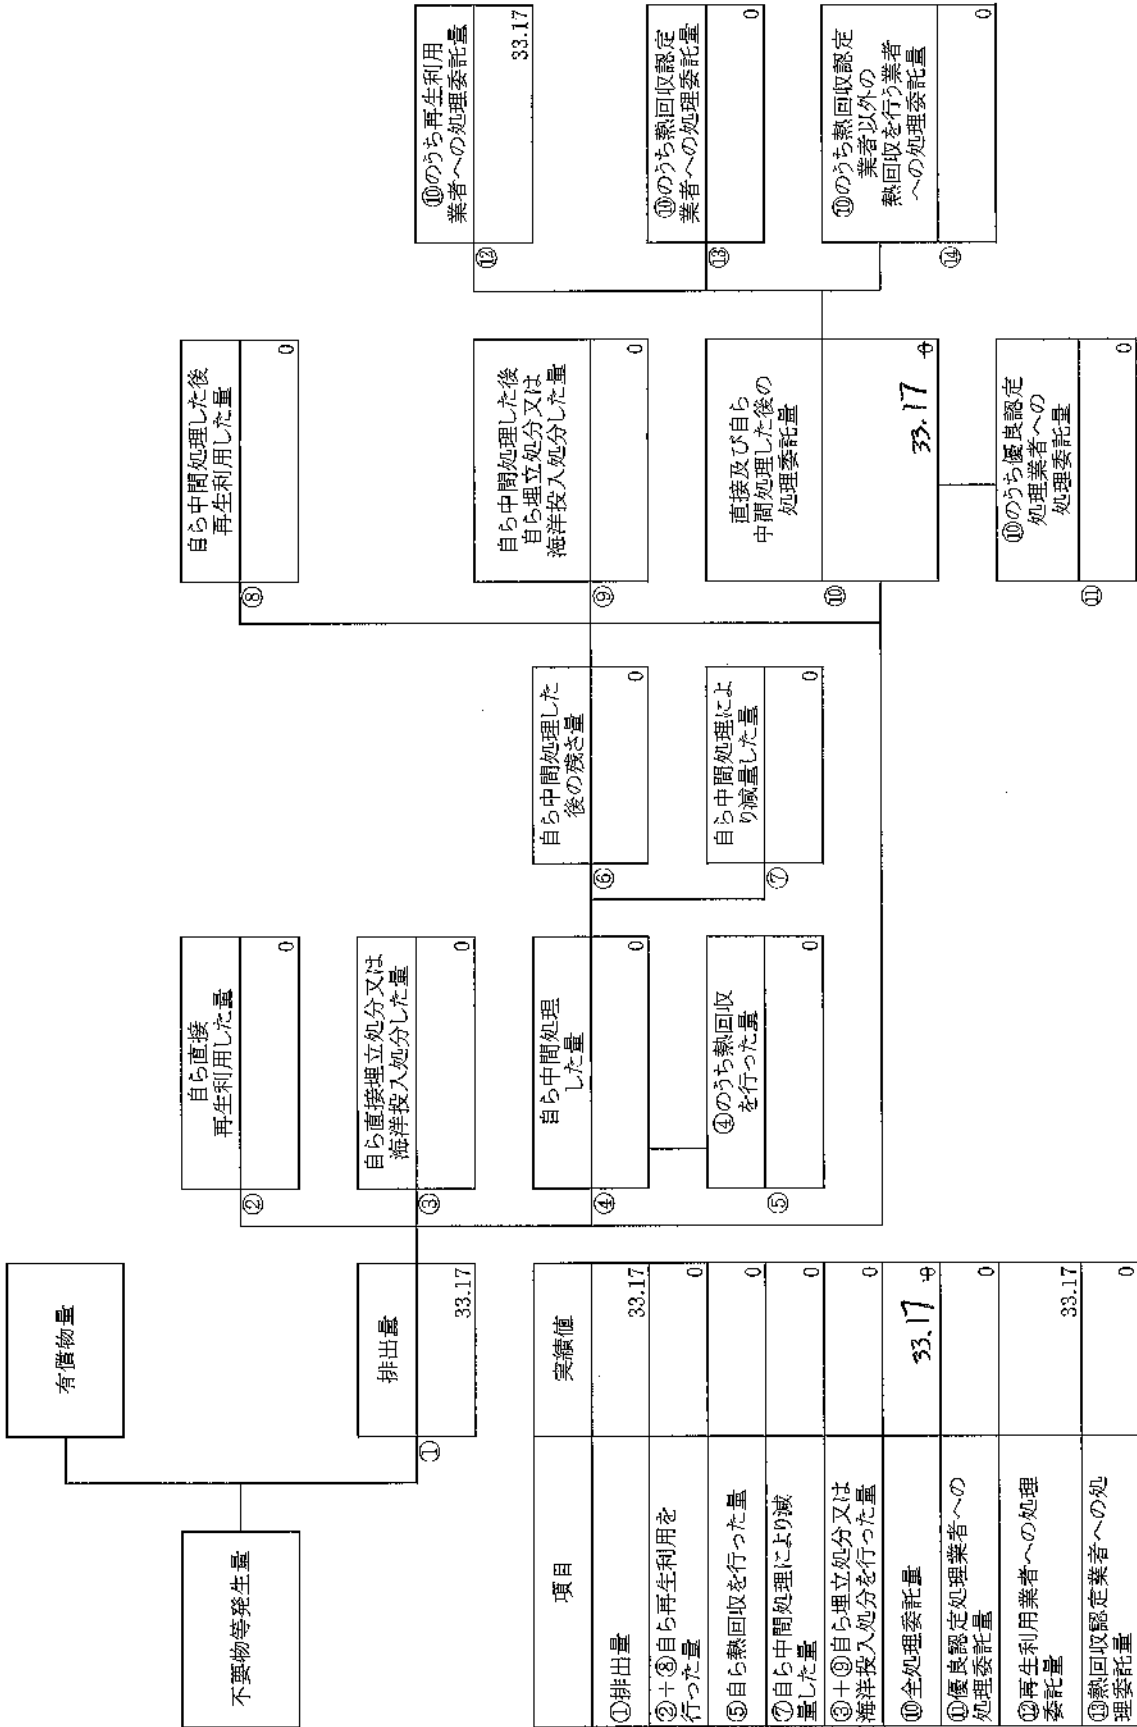 有償物量
不要物等発生量
①
排出量
33.17
②
自ら直接
再生利用した量
0
③
自ら直接埋立処分又は
海洋投入処分した量
0
④
自ら中間処理
した量
0
⑤
④のうち熱回収
を行った量
0
⑥
自ら中間処理した
後の残さ量
0
⑦
自ら中間処理によ
り減量した量
0
⑧
自ら中間処理した後
再生利用した量
0
⑨
自ら中間処理した後
自ら埋立処分又は
海洋投入処分した量
0
⑩
直接及び自ら
中間処理した後の
処理委託量
33.17 0
⑪
⑩のうち優良認定
処理業者への
処理委託量
0
⑫
⑩のうち再生利用
業者への処理委託量
33.17
⑬
⑩のうち熱回収認定
業者への処理委託量
0
⑭
⑩のうち熱回収認定
業者以外の
熱回収を行う業者
への処理委託量
0
項目 実績値
①排出量 33.17
②+⑧自ら再生利用を
行った量 0
⑤自ら熱回収を行った量 0
⑦自ら中間処理により減
量した量 0
③+⑨自ら埋立処分又は
海洋投入処分を行った量 0
⑩全処理委託量 33.17 0
⑪優良認定処理業者への
処理委託量 0
⑫再生利用業者への処理
委託量 33.17
⑬熱回収認定業者への処
理委託量 0